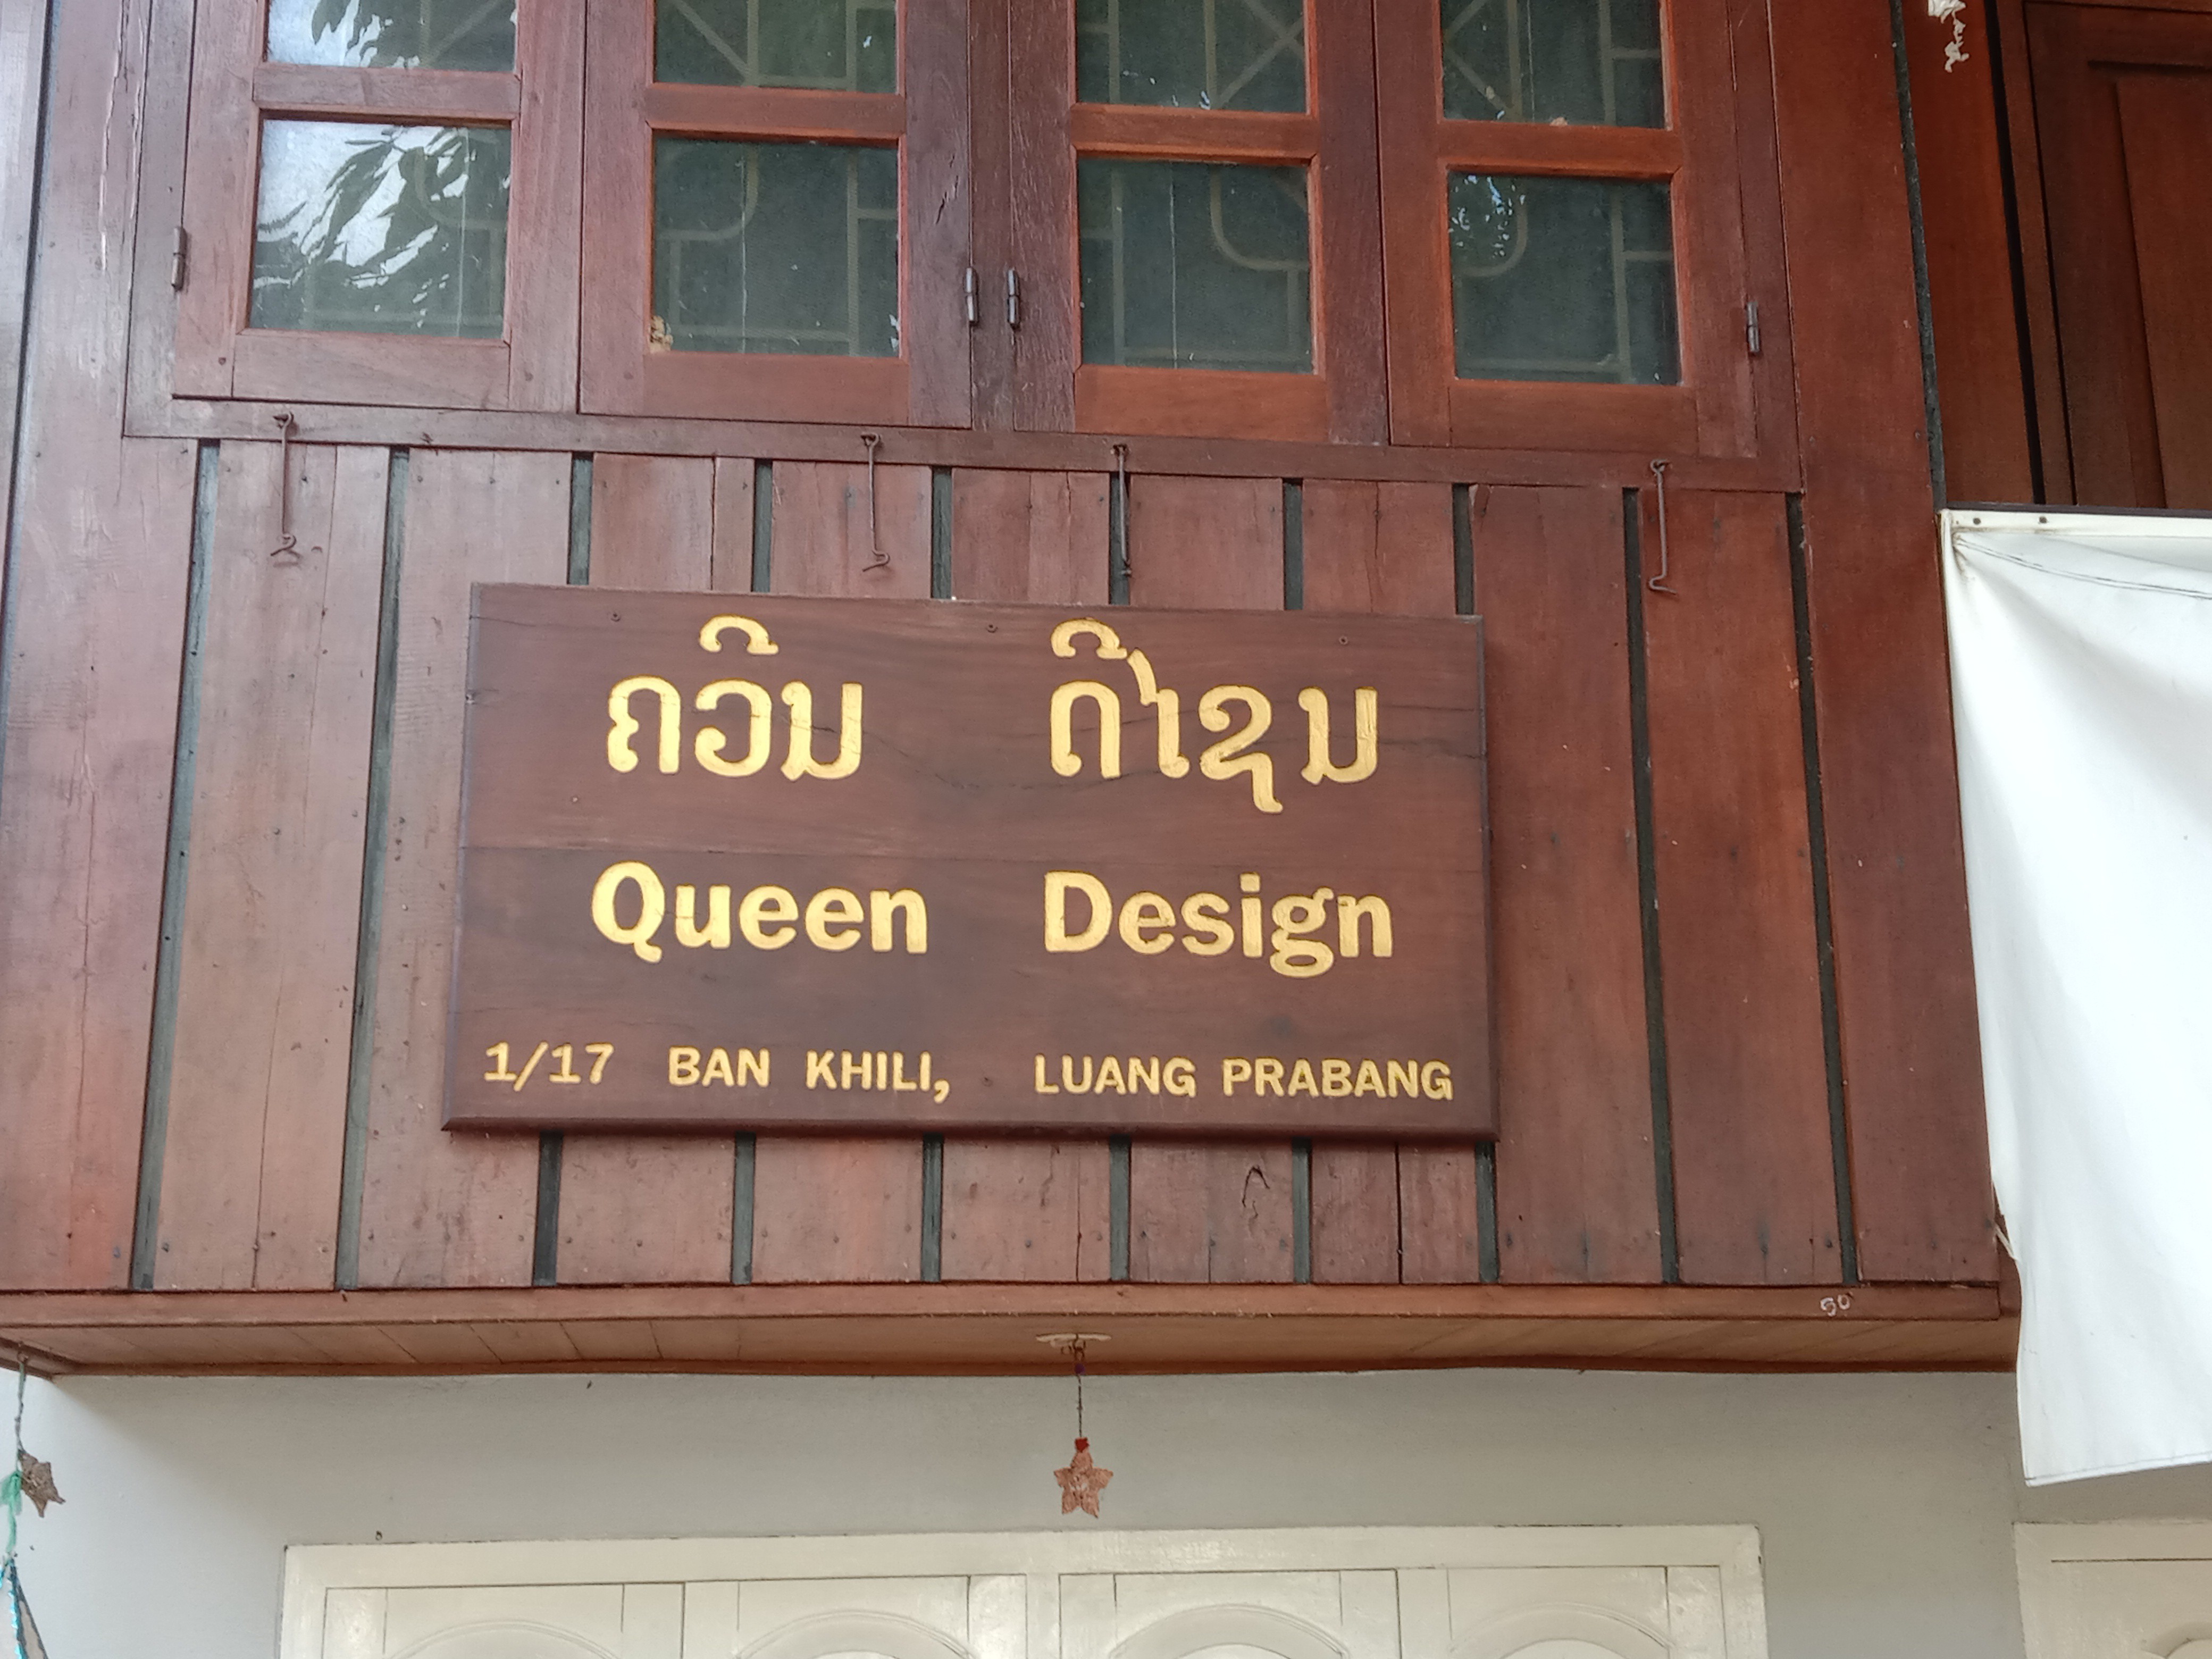 ຄວີນ ດີໄຊນ
Queen Design
1/17 BAN KHILI, LUANG PRABANG